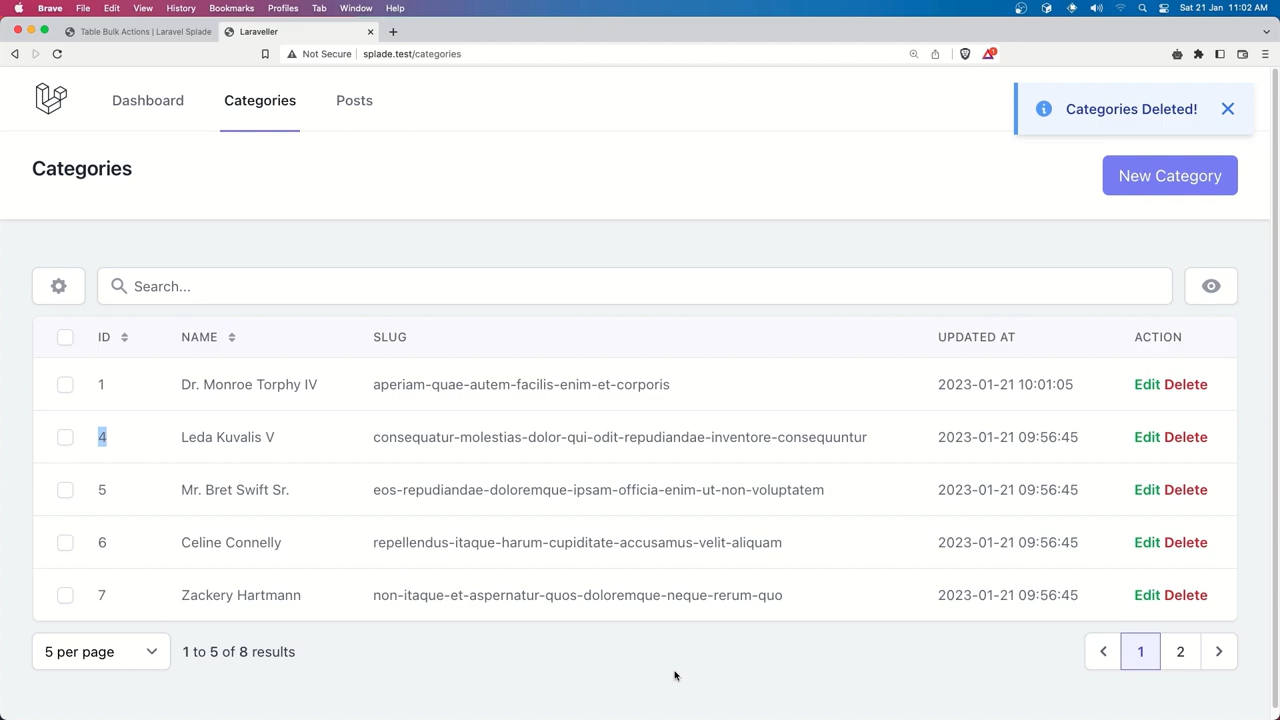 Brave File Edit View History Bookmarks Profiles Tab Window Help Sat 21 Jan 11:02 AM
Table Bulk Actions | Laravel Splade Laraveller
Not Secure splade.test/categories
Dashboard Categories Posts
Categories Deleted!
Categories
New Category
Search...
ID NAME SLUG UPDATED AT ACTION
1 Dr. Monroe Torphy IV aperiam-quae-autem-facilis-enim-et-corporis 2023-01-21 10:01:05 Edit Delete
4 Leda Kuvalis V consequatur-molestias-dolor-qui-odit-repudiandae-inventore-consequuntur 2023-01-21 09:56:45 Edit Delete
5 Mr. Bret Swift Sr. eos-repudiandae-doloremque-ipsam-officia-enim-ut-non-voluptatem 2023-01-21 09:56:45 Edit Delete
6 Celine Connelly repellendus-itaque-harum-cupiditate-accusamus-velit-aliquam 2023-01-21 09:56:45 Edit Delete
7 Zackery Hartmann non-itaque-et-aspernatur-quos-doloremque-neque-rerum-quo 2023-01-21 09:56:45 Edit Delete
5 per page 1 to 5 of 8 results 1 2